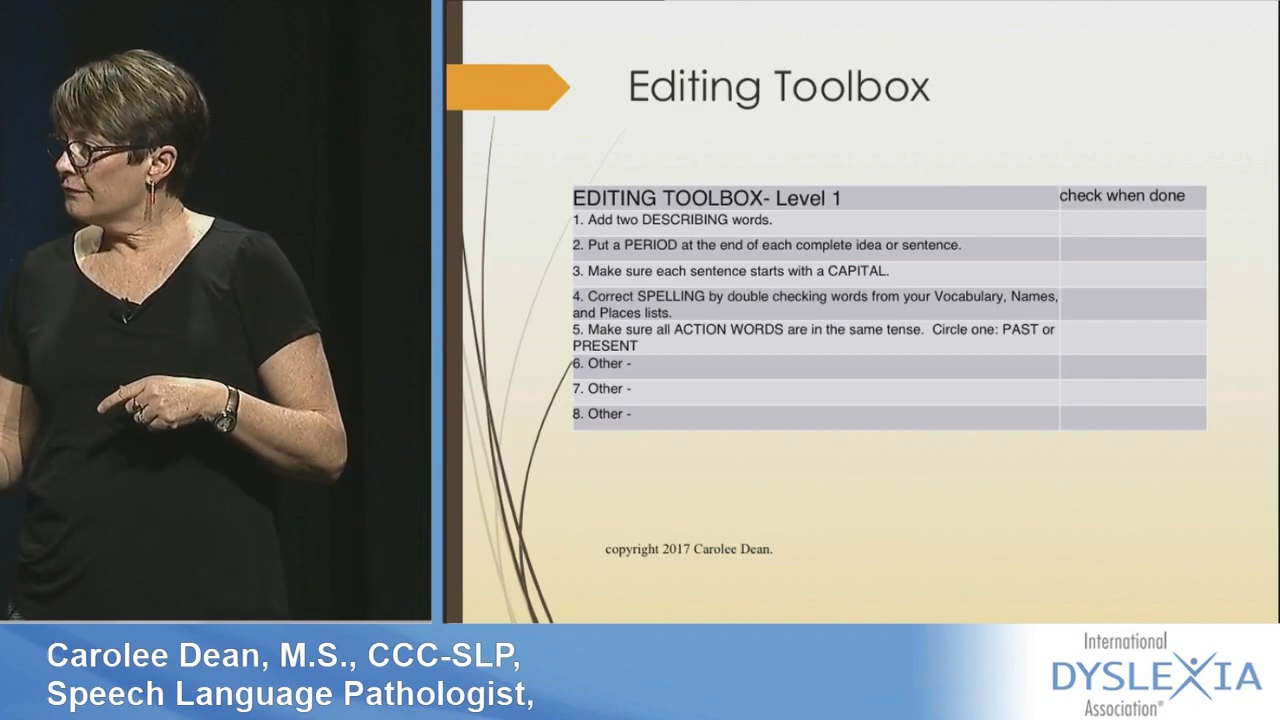 Editing Toolbox
EDITING TOOLBOX- Level 1
check when done
1. Add two DESCRIBING words.
2. Put a PERIOD at the end of each complete idea or sentence.
3. Make sure each sentence starts with a CAPITAL.
4. Correct SPELLING by double checking words from your Vocabulary, Names,
and Places lists.
5. Make sure all ACTION WORDS are in the same tense.  Circle one: PAST or
PRESENT
6. Other -
7. Other -
8. Other -
copyright 2017 Carolee Dean.
Carolee Dean, M.S., CCC-SLP,
Speech Language Pathologist,
International
DYSLEXIA
Association®